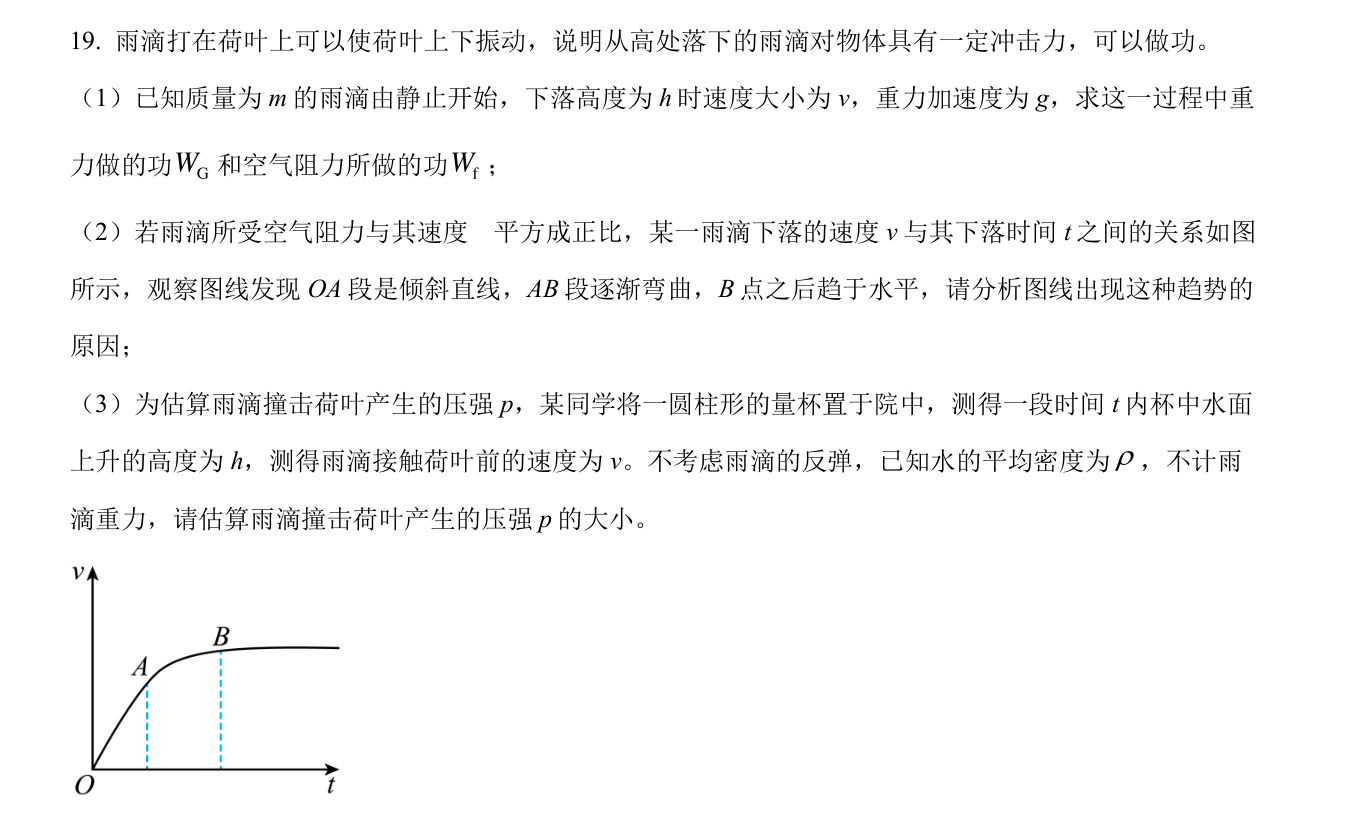 19. 雨滴打在荷叶上可以使荷叶上下振动，说明从高处落下的雨滴对物体具有一定冲击力，可以做功。
（1）已知质量为 m 的雨滴由静止开始，下落高度为 h 时速度大小为 v，重力加速度为 g，求这一过程中重
力做的功 W_G 和空气阻力所做的功 W_f；
（2）若雨滴所受空气阻力与其速度 平方成正比，某一雨滴下落的速度 v 与其下落时间 t 之间的关系如图
所示，观察图线发现 OA 段是倾斜直线，AB 段逐渐弯曲，B 点之后趋于水平，请分析图线出现这种趋势的
原因；
（3）为估算雨滴撞击荷叶产生的压强 p，某同学将一圆柱形的量杯置于院中，测得一段时间 t 内杯中水面
上升的高度为 h，测得雨滴接触荷叶前的速度为 v。不考虑雨滴的反弹，已知水的平均密度为 ρ，不计雨
滴重力，请估算雨滴撞击荷叶产生的压强 p 的大小。
v
B
A
O
t